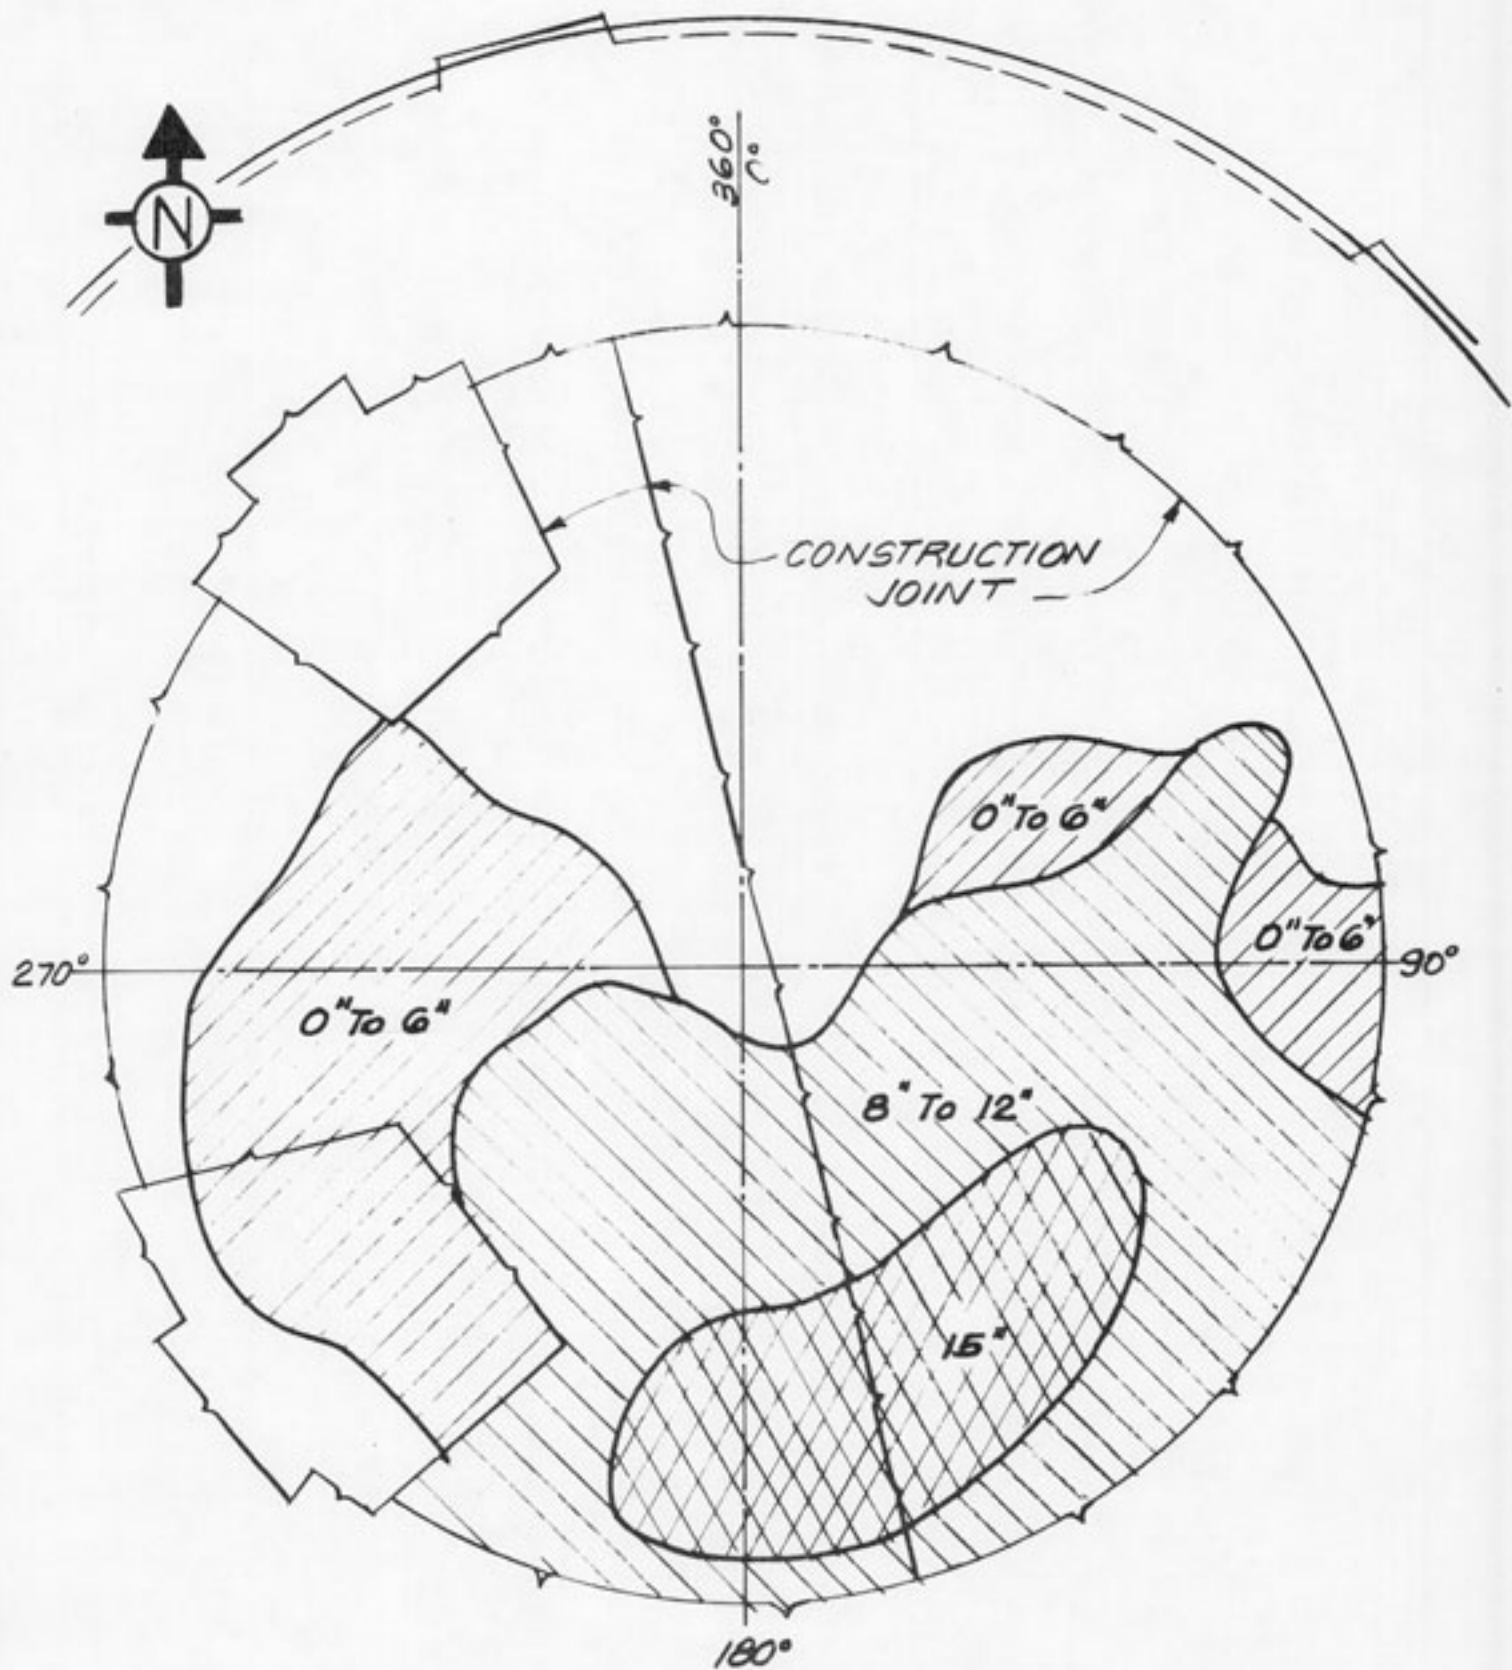 360°
0°
N
CONSTRUCTION
JOINT
0" To 6"
0" To 6"
270°
90°
0" To 6"
8" To 12"
15"
180°